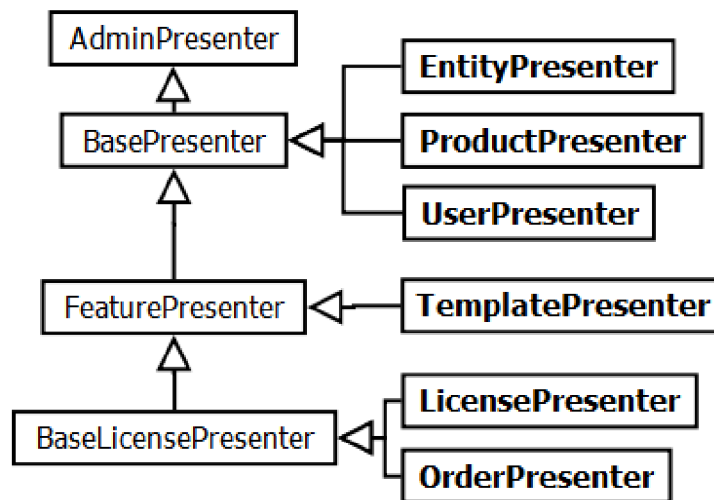 AdminPresenter
EntityPresenter
BasePresenter
ProductPresenter
UserPresenter
FeaturePresenter
TemplatePresenter
LicensePresenter
BaseLicensePresenter
OrderPresenter